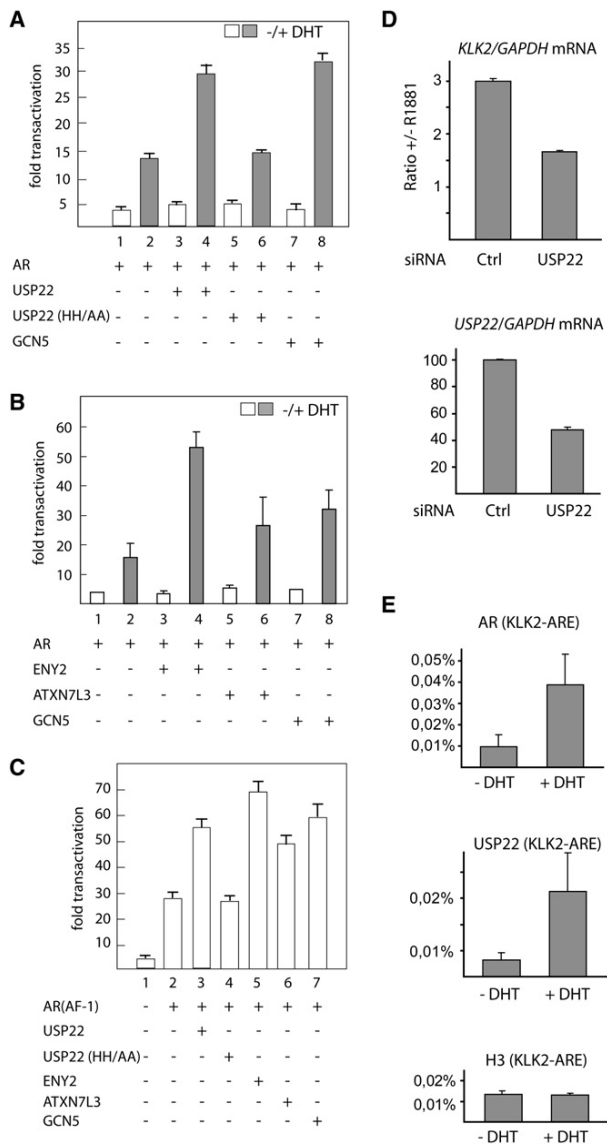 A
-/+ DHT
fold transactivation
35
25
15
5
1 2 3 4 5 6 7 8
AR + + + + + + + +
USP22 - - + + - - - -
USP22 (HH/AA) - - - - + + - -
GCN5 - - - - - - + +
B
-/+ DHT
fold transactivation
60
50
40
30
20
10
1 2 3 4 5 6 7 8
AR + + + + + + + +
ENY2 - - + + - - - -
ATXN7L3 - - - - + + - -
GCN5 - - - - - - + +
C
fold transactivation
70
60
50
40
30
20
10
1 2 3 4 5 6 7
AR(AF-1) - + + + + + +
USP22 - - + - - - -
USP22 (HH/AA) - - - + - - -
ENY2 - - - - + - -
ATXN7L3 - - - - - + -
GCN5 - - - - - - +
D
KLK2/GAPDH mRNA
Ratio +/- R1881
3
2
1
siRNA Ctrl USP22
USP22/GAPDH mRNA
100
80
60
40
20
siRNA Ctrl USP22
E
AR (KLK2-ARE)
0,05%
0,04%
0,02%
0,01%
- DHT + DHT
USP22 (KLK2-ARE)
0,02%
0,01%
- DHT + DHT
H3 (KLK2-ARE)
0,02%
0,01%
- DHT + DHT